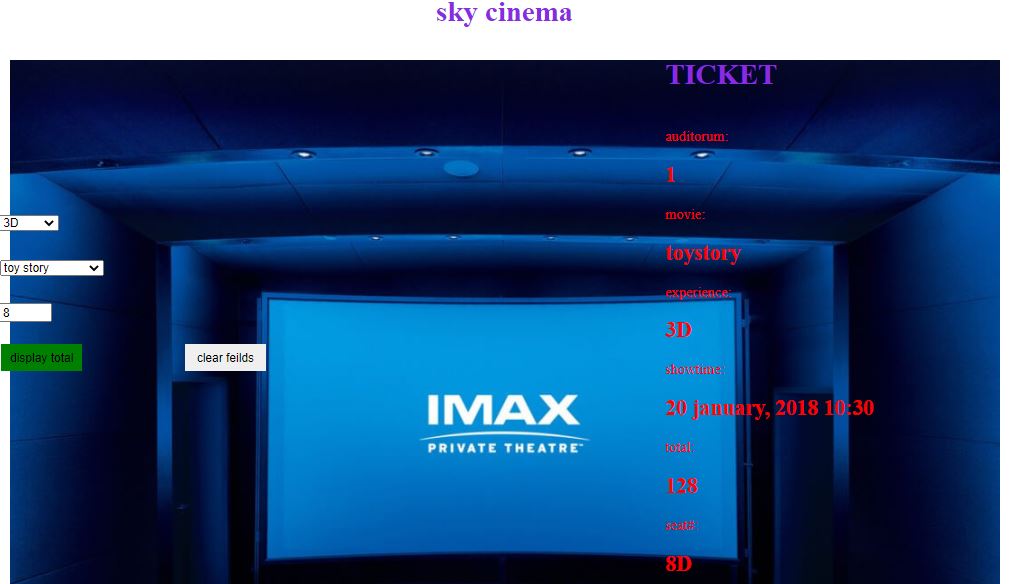 sky cinema
TICKET
auditorum:
1
movie:
toystory
experience:
3D
showtime:
20 january, 2018 10:30
total
128
seat#:
8D
3D
toy story
8
display total
clear feilds
IMAX
PRIVATE THEATRE™